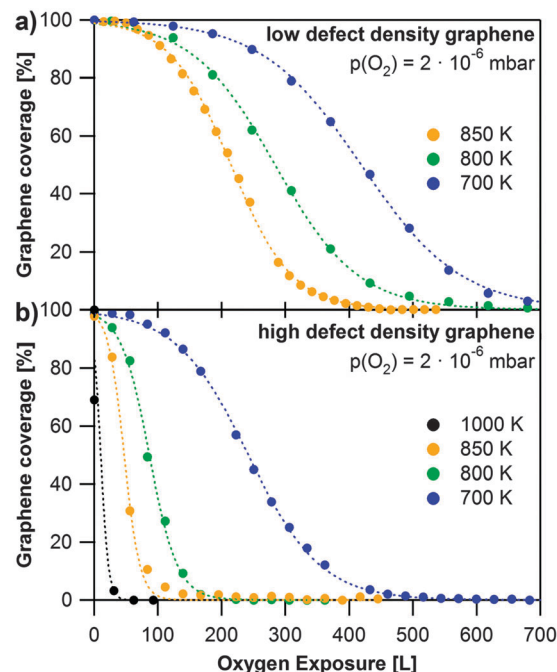 a)
low defect density graphene
p(O₂) = 2 · 10⁻⁶ mbar
850 K
800 K
700 K
Graphene coverage [%]
100
80
60
40
20
b)
high defect density graphene
p(O₂) = 2 · 10⁻⁶ mbar
1000 K
850 K
800 K
700 K
Graphene coverage [%]
100
80
60
40
20
0
0 100 200 300 400 500 600 700
Oxygen Exposure [L]